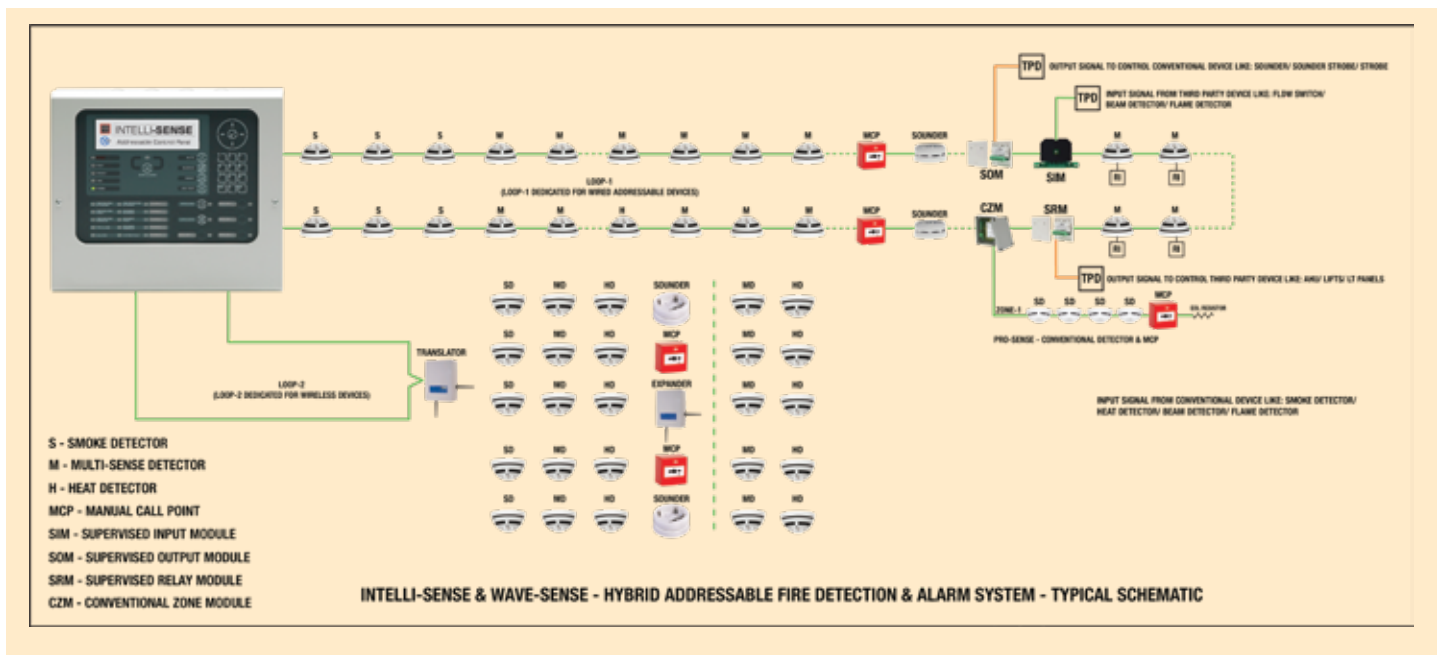 TPD OUTPUT SIGNAL TO CONTROL CONVENTIONAL DEVICE LIKE: SOUNDER/ SOUNDER STROBE/ STROBE
TPD INPUT SIGNAL FROM THIRD PARTY DEVICE LIKE: FLOW SWITCH/
BEAM DETECTOR/ FLAME DETECTOR
INTELLI-SENSE
Addressable Control Panel
S S S M M M M M M MCP SOUNDER M M
SOM SIM
RI RI
LOOP-1
(LOOP-1 DEDICATED FOR WIRED ADDRESSABLE DEVICES)
S S S M M H M M M MCP SOUNDER CZM SRM M M
RI RI
TPD OUTPUT SIGNAL TO CONTROL THIRD PARTY DEVICE LIKE: AHU/ LIFTS/ LT PANELS
ZONE-1 SD SD SD SD MCP EOL RESISTOR
PRO-SENSE - CONVENTIONAL DETECTOR & MCP
INPUT SIGNAL FROM CONVENTIONAL DEVICE LIKE: SMOKE DETECTOR/
HEAT DETECTOR/ BEAM DETECTOR/ FLAME DETECTOR
SD MD HD SOUNDER MD HD
SD MD HD MCP MD HD
SD MD HD EXPANDER MD HD
SD MD HD MCP MD HD
SD MD HD SOUNDER MD HD
TRANSLATOR
LOOP-2
(LOOP-2 DEDICATED FOR WIRELESS DEVICES)
S - SMOKE DETECTOR
M - MULTI-SENSE DETECTOR
H - HEAT DETECTOR
MCP - MANUAL CALL POINT
SIM - SUPERVISED INPUT MODULE
SOM - SUPERVISED OUTPUT MODULE
SRM - SUPERVISED RELAY MODULE
CZM - CONVENTIONAL ZONE MODULE
INTELLI-SENSE & WAVE-SENSE - HYBRID ADDRESSABLE FIRE DETECTION & ALARM SYSTEM - TYPICAL SCHEMATIC